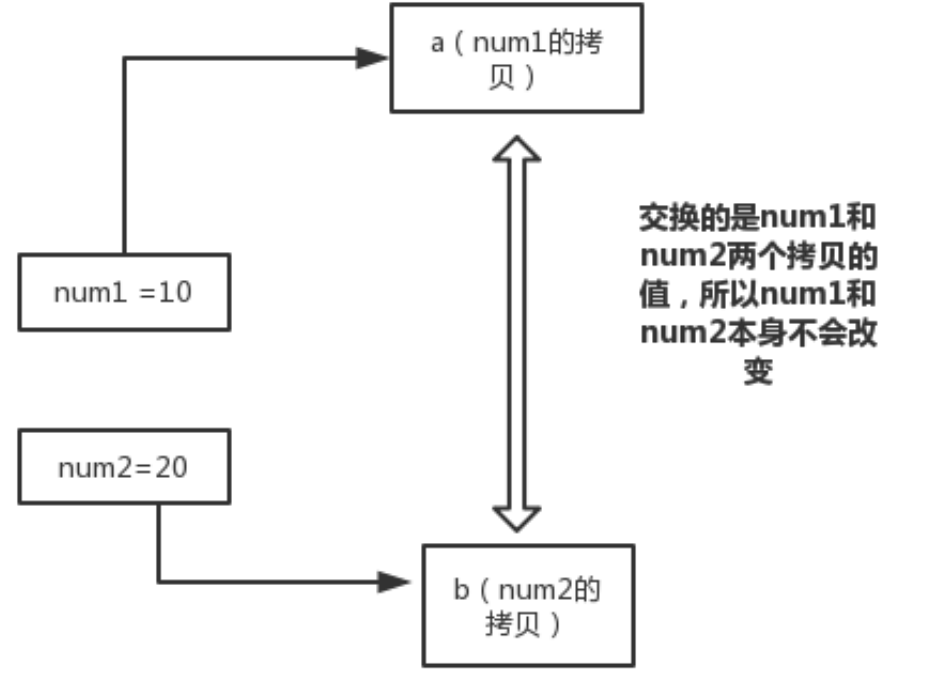 a（num1的拷
贝）
num1 =10
交换的是num1和
num2两个拷贝的
值，所以num1和
num2本身不会改
变
num2=20
b（num2的
拷贝）